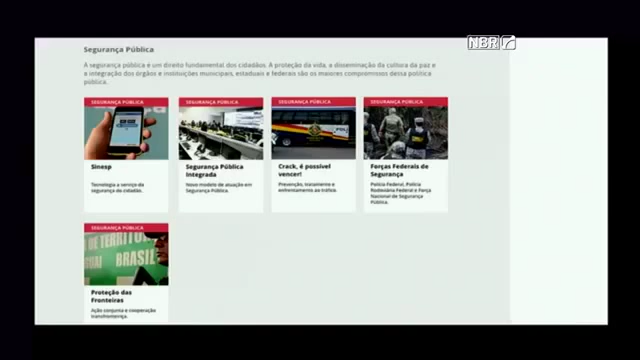 NBR
Segurança Pública
A segurança pública é um direito fundamental dos cidadãos. A proteção da vida, a disseminação da cultura da paz e
a integração dos órgãos e instituições municipais, estaduais e federais são os maiores compromissos dessa política
pública.
SEGURANÇA PÚBLICA
Sinesp
Tecnologia a serviço da
segurança do cidadão.
SEGURANÇA PÚBLICA
Segurança Pública
Integrada
Novo modelo de atuação em
Segurança Pública.
SEGURANÇA PÚBLICA
Crack, é possível
vencer!
Prevenção, tratamento e
enfrentamento ao tráfico.
SEGURANÇA PÚBLICA
Forças Federais de
Segurança
Polícia Federal, Polícia
Rodoviária Federal e Força
Nacional de Segurança
Pública.
SEGURANÇA PÚBLICA
DE TERRITÓR
GUAI BRASIL
Proteção das
Fronteiras
Ação conjunta e cooperação
transfronteiriça.